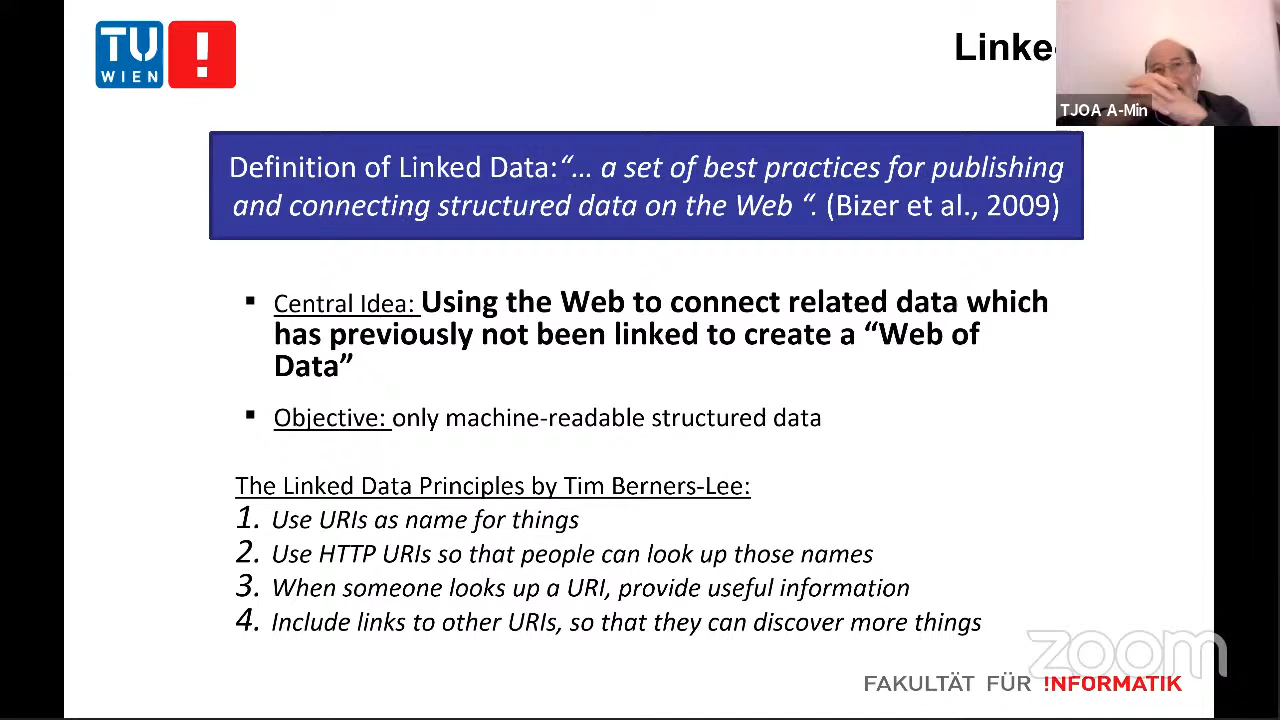 TU
WIEN
Linke
TJOA A-Min
Definition of Linked Data:“… a set of best practices for publishing
and connecting structured data on the Web “. (Bizer et al., 2009)
▪ Central Idea: Using the Web to connect related data which
has previously not been linked to create a “Web of
Data”
▪ Objective: only machine-readable structured data
The Linked Data Principles by Tim Berners-Lee:
1. Use URIs as name for things
2. Use HTTP URIs so that people can look up those names
3. When someone looks up a URI, provide useful information
4. Include links to other URIs, so that they can discover more things
zoom
FAKULTÄT FÜR !NFORMATIK